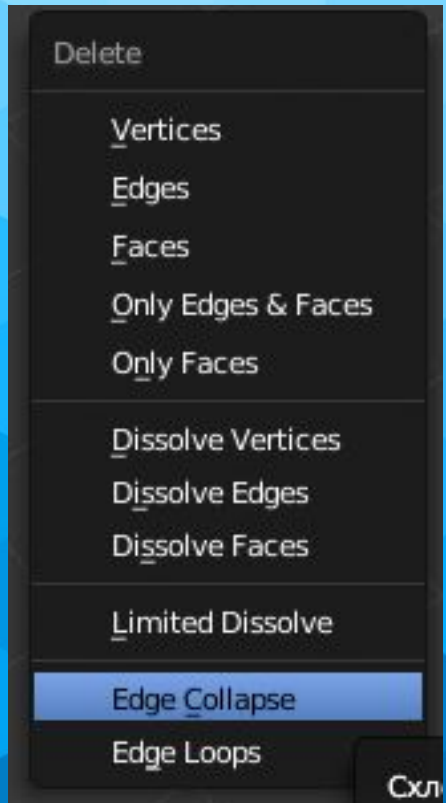 Delete
Vertices
Edges
Faces
Only Edges & Faces
Only Faces
Dissolve Vertices
Dissolve Edges
Dissolve Faces
Limited Dissolve
Edge Collapse
Edge Loops